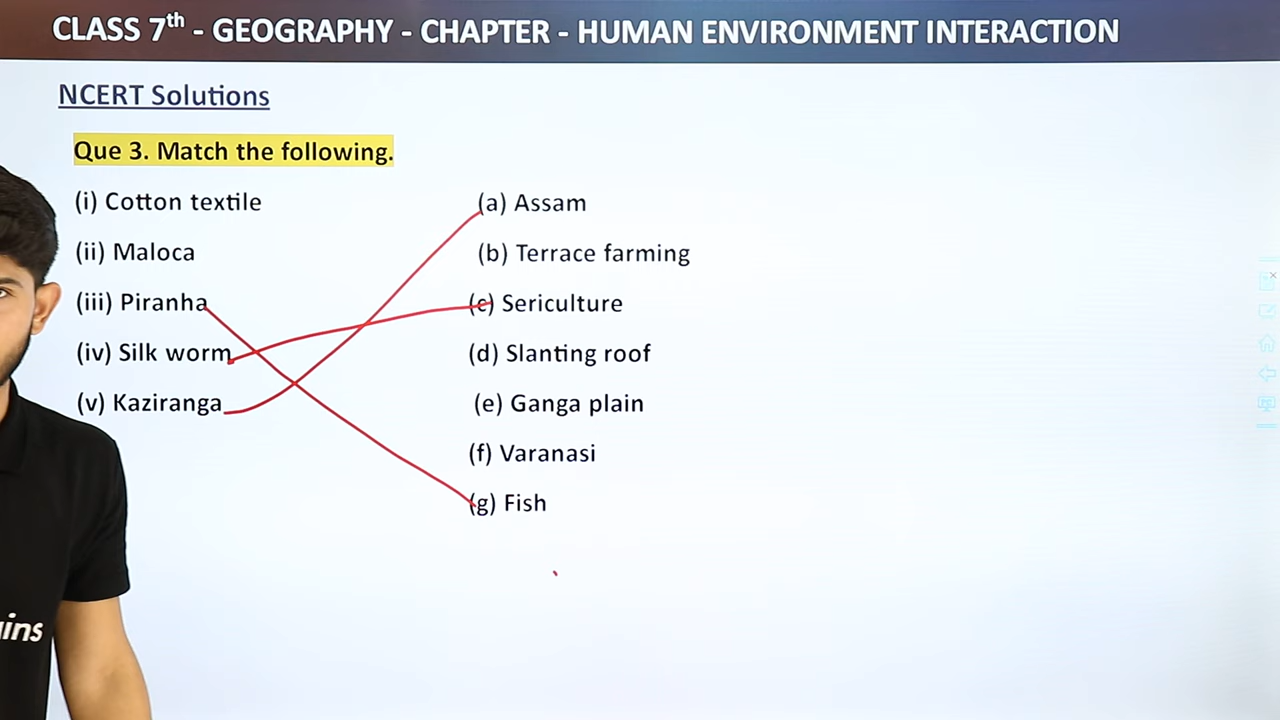 CLASS 7th - GEOGRAPHY - CHAPTER - HUMAN ENVIRONMENT INTERACTION
NCERT Solutions
Que 3. Match the following.
(i) Cotton textile
(ii) Maloca
(iii) Piranha
(iv) Silk worm
(v) Kaziranga
(a) Assam
(b) Terrace farming
(c) Sericulture
(d) Slanting roof
(e) Ganga plain
(f) Varanasi
(g) Fish
ins